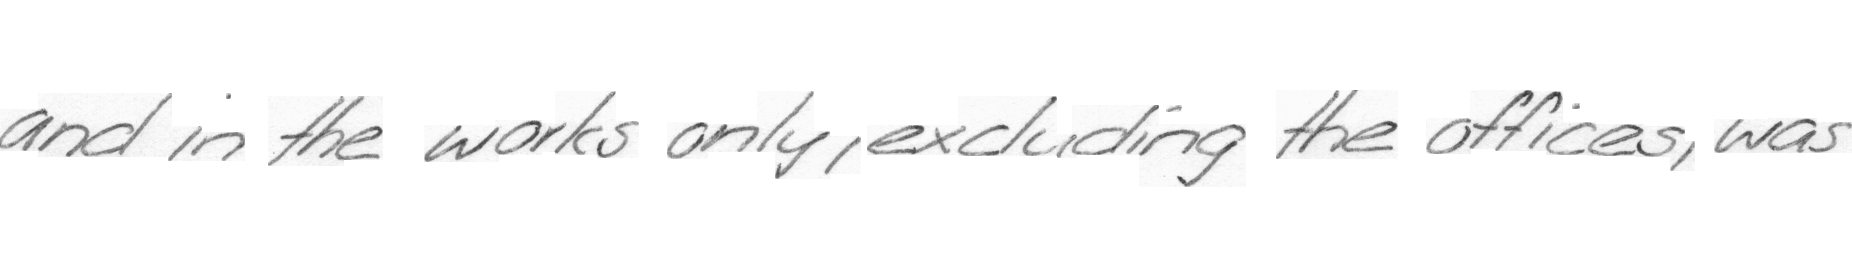 and in the works only, excluding the offices, was